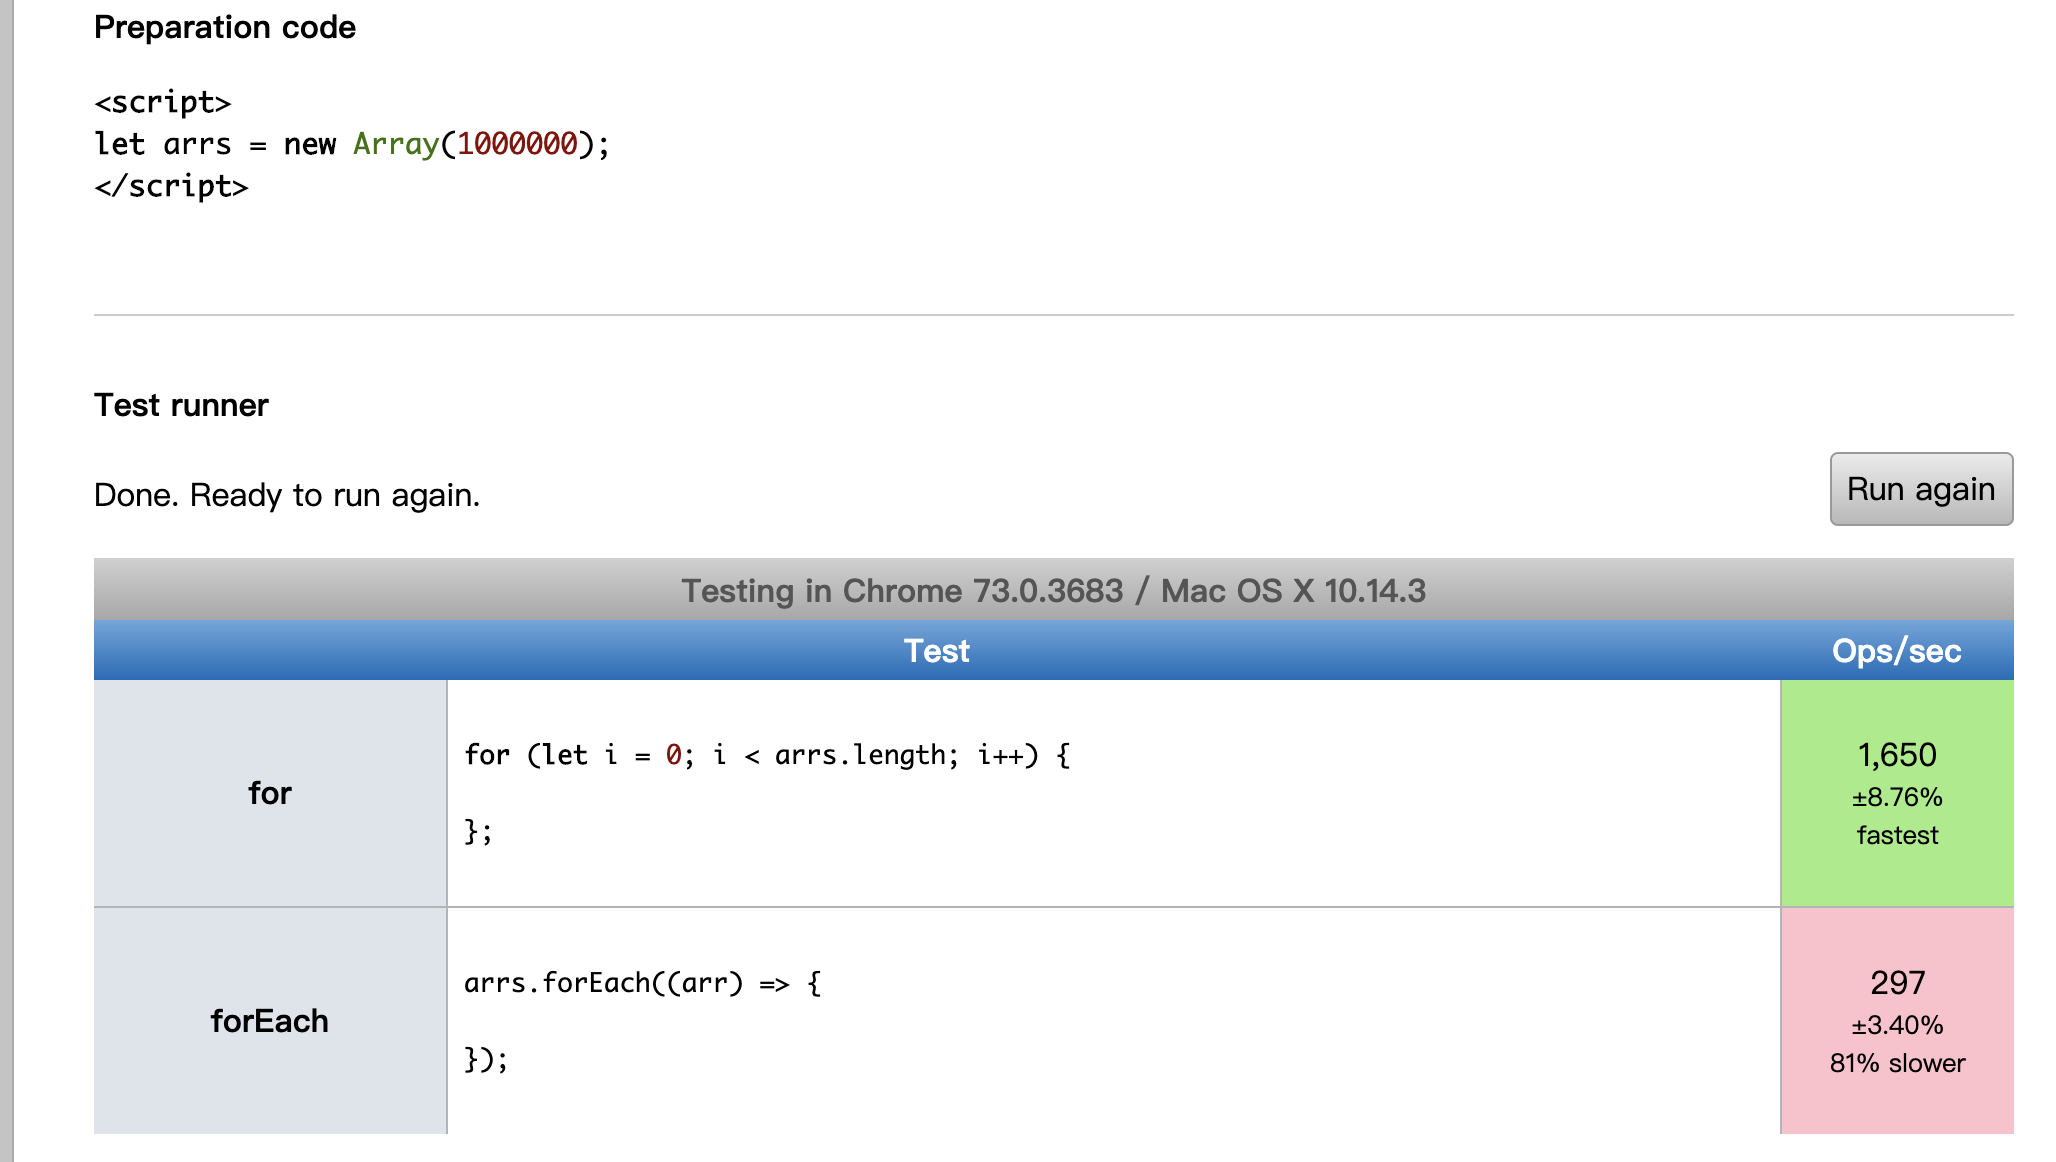 Preparation code
<script>
let arrs = new Array(1000000);
</script>
Test runner
Done. Ready to run again.
Run again
Testing in Chrome 73.0.3683 / Mac OS X 10.14.3
Test Ops/sec
for
for (let i = 0; i < arrs.length; i++) {
};
1,650
±8.76%
fastest
forEach
arrs.forEach((arr) => {
});
297
±3.40%
81% slower